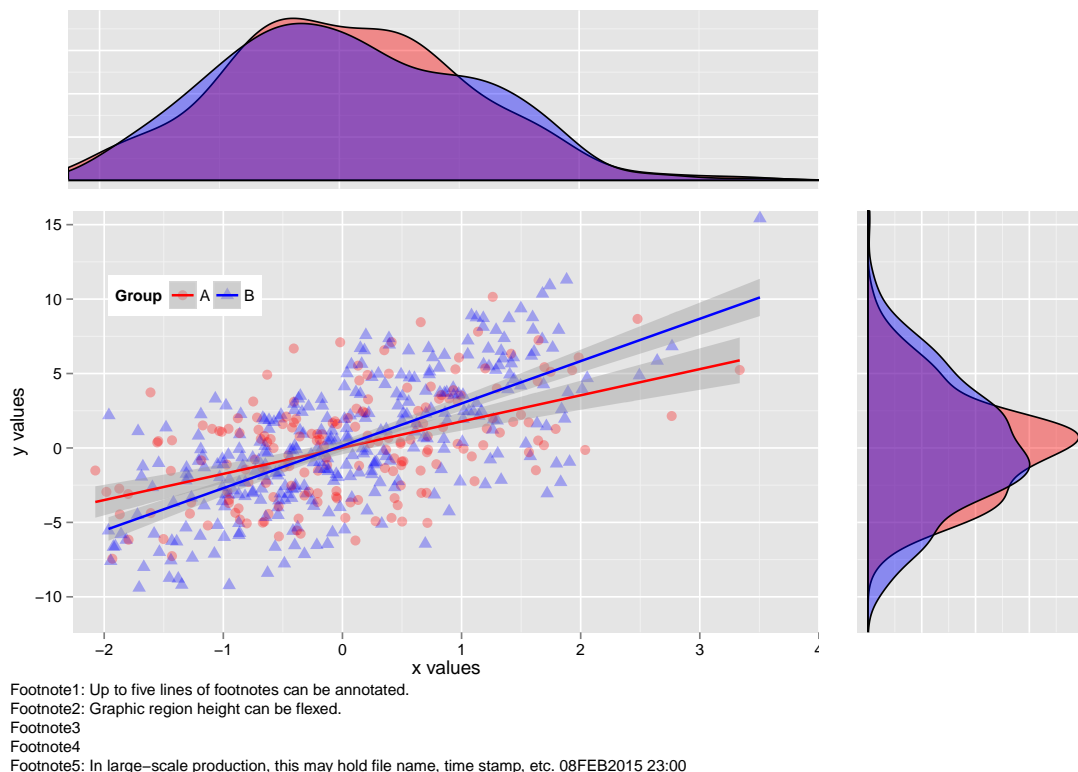 15
10
5
0
−5
−10
y values
Group A B
−2 −1 0 1 2 3 4
x values
Footnote1: Up to five lines of footnotes can be annotated.
Footnote2: Graphic region height can be flexed.
Footnote3
Footnote4
Footnote5: In large−scale production, this may hold file name, time stamp, etc. 08FEB2015 23:00